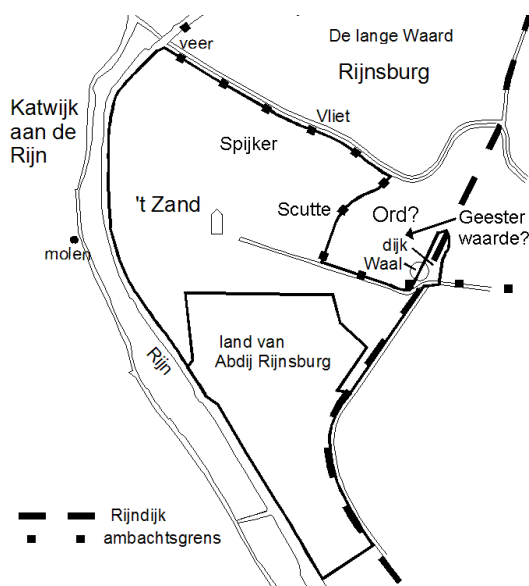 veer
De lange Waard
Rijnsburg
Katwijk
aan de
Rijn
Vliet
Spijker
't Zand
Scutte
Ord?
Geester
waarde?
dijk
Waal
molen
Rijn
land van
Abdij Rijnsburg
Rijndijk
ambachtsgrens